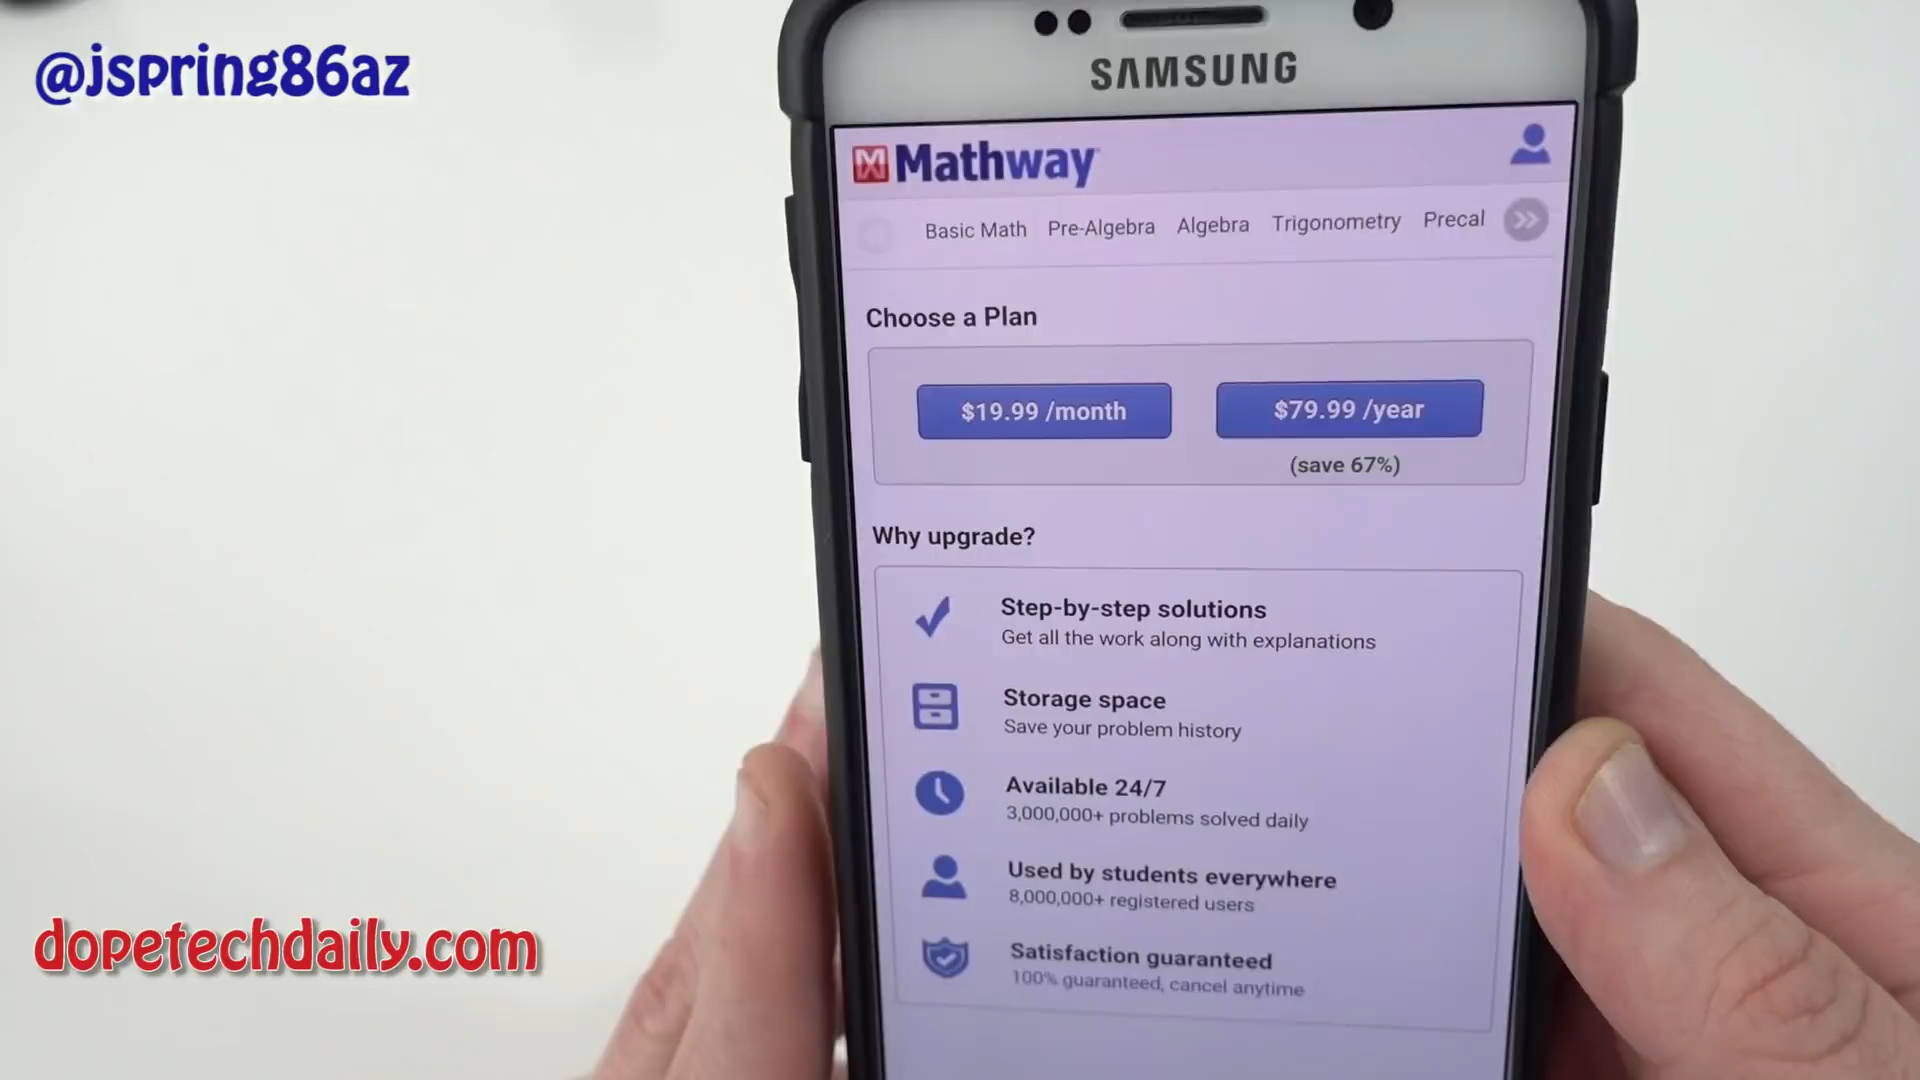 @jspring86az
SAMSUNG
Mathway
Basic Math Pre-Algebra Algebra Trigonometry Precal
Choose a Plan
$19.99 /month
$79.99 /year
(save 67%)
Why upgrade?
Step-by-step solutions
Get all the work along with explanations
Storage space
Save your problem history
Available 24/7
3,000,000+ problems solved daily
Used by students everywhere
8,000,000+ registered users
Satisfaction guaranteed
100% guaranteed, cancel anytime
dopetechdaily.com